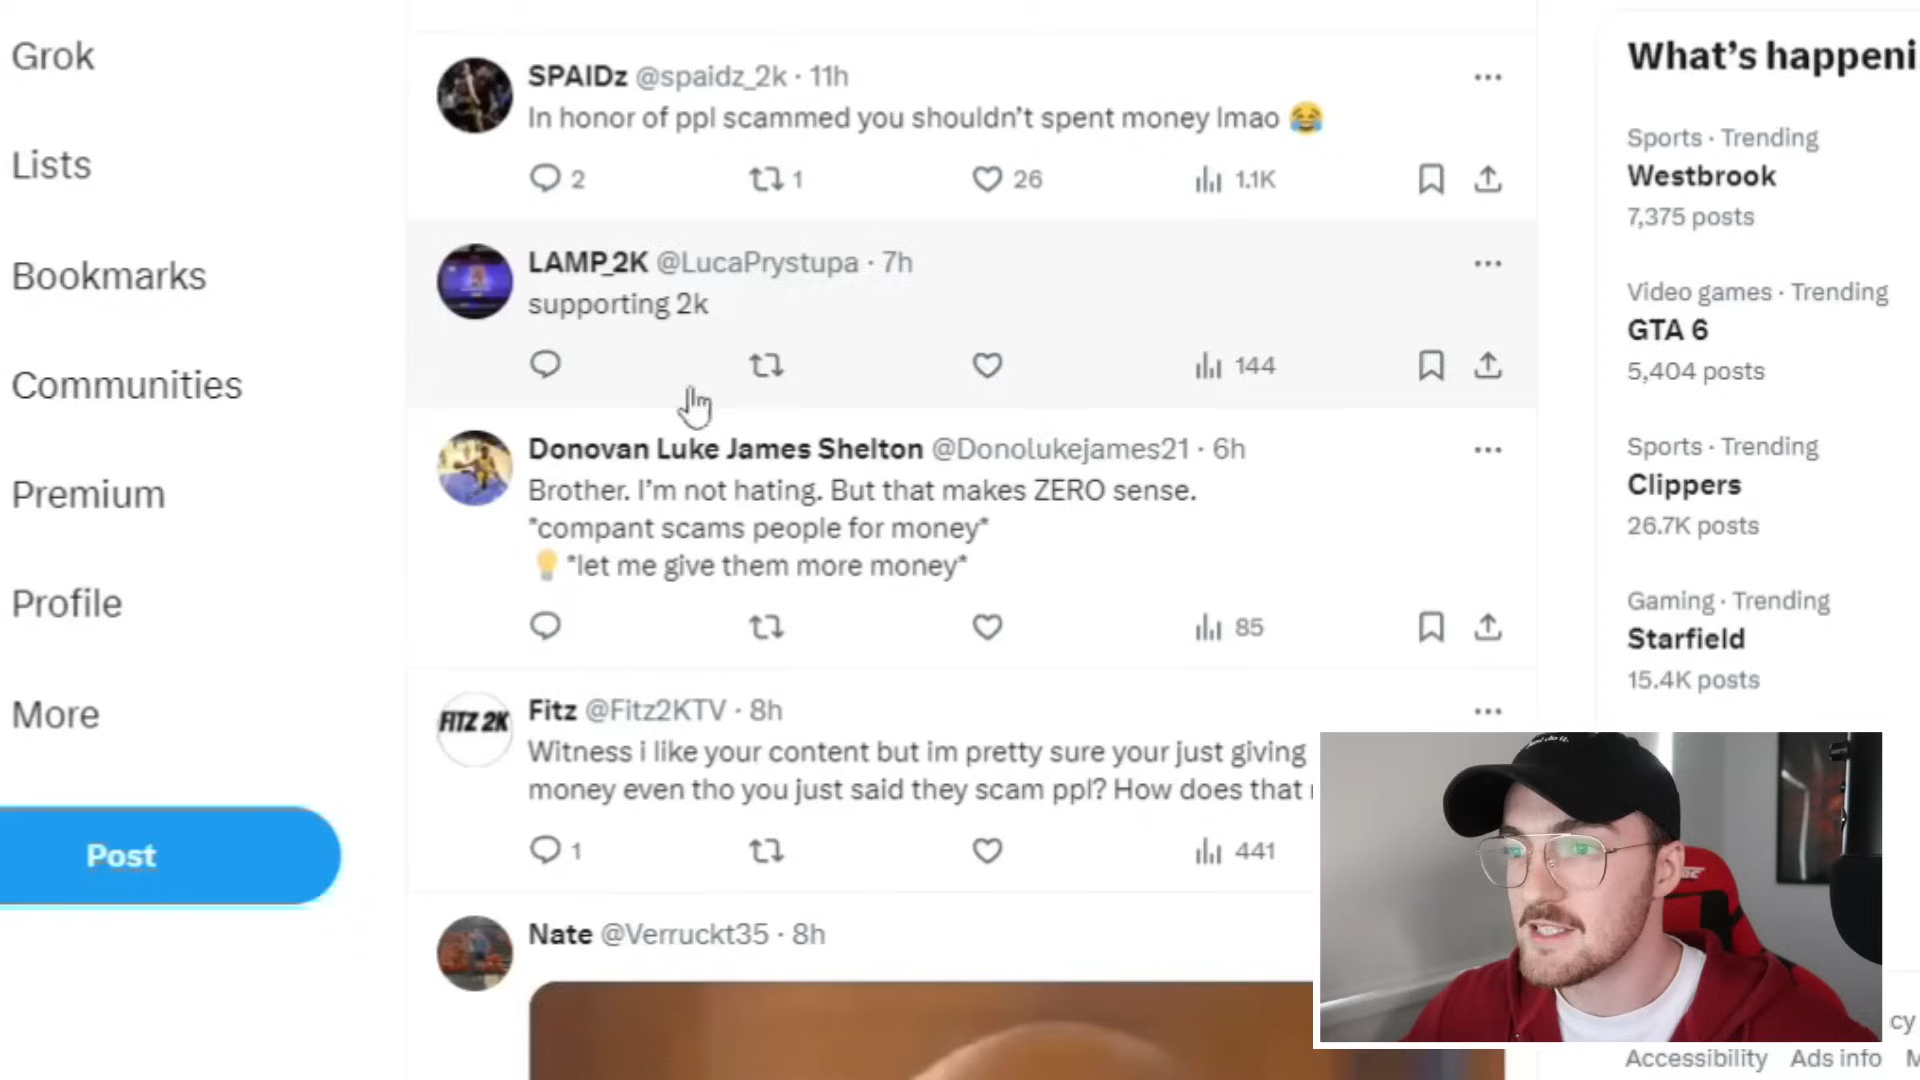 Grok
Lists
Bookmarks
Communities
Premium
Profile
More
Post
SPAIDz @spaidz_2k · 11h
In honor of ppl scammed you shouldn't spent money lmao 😂
2 1 26 1.1K
LAMP_2K @LucaPrystupa · 7h
supporting 2k
144
Donovan Luke James Shelton @Donolukejames21 · 6h
Brother. I'm not hating. But that makes ZERO sense.
*compant scams people for money*
💡 *let me give them more money*
85
FITZ 2K
Fitz @Fitz2KTV · 8h
Witness i like your content but im pretty sure your just giving
money even tho you just said they scam ppl? How does that
1 441
Nate @Verruckt35 · 8h
What's happeni
Sports · Trending
Westbrook
7,375 posts
Video games · Trending
GTA 6
5,404 posts
Sports · Trending
Clippers
26.7K posts
Gaming · Trending
Starfield
15.4K posts
cy
Accessibility Ads info